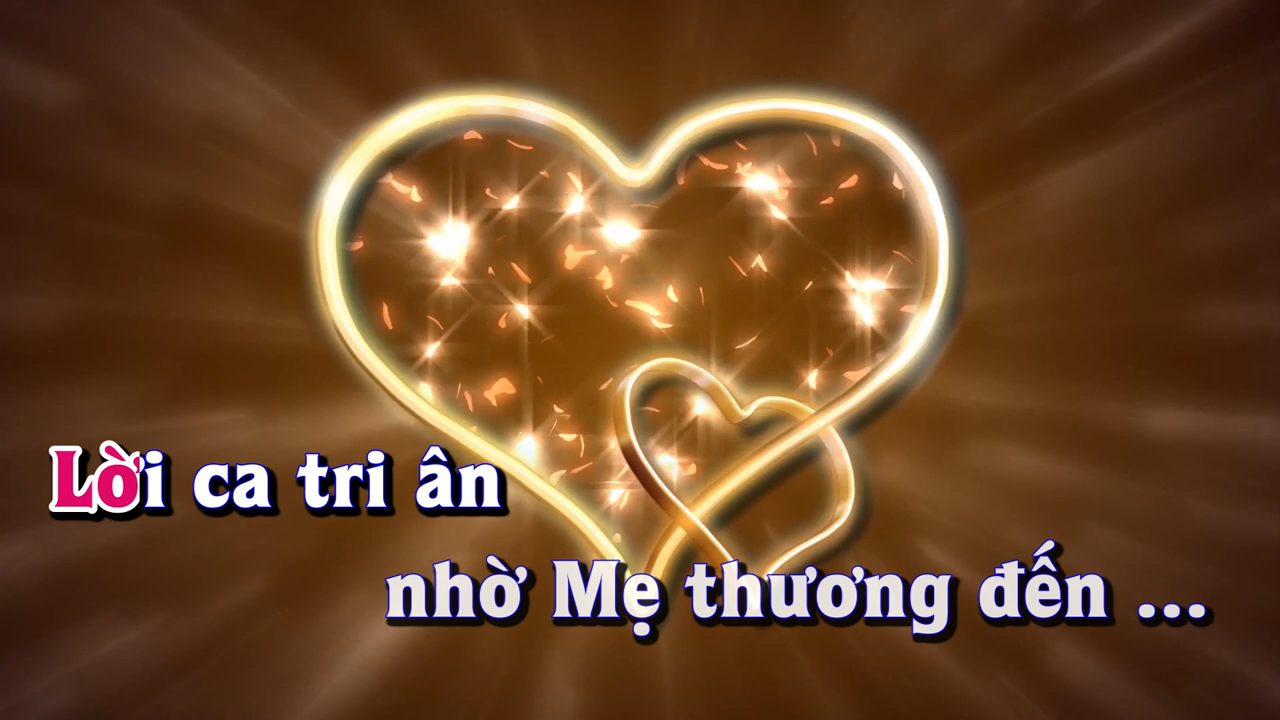 Lời ca tri ân
nhờ Mẹ thương đến ...